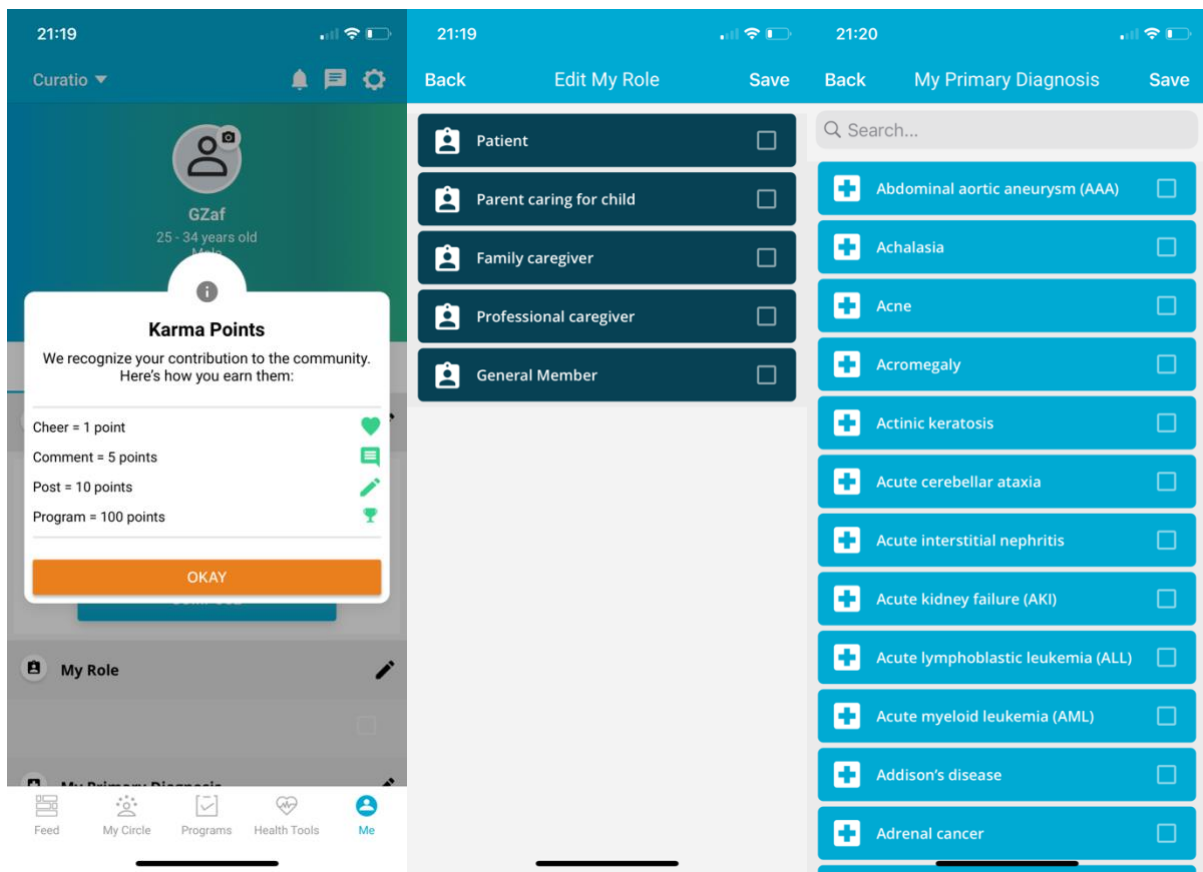 21:19
Curatio
GZaf
25 - 34 years old
Male
Karma Points
We recognize your contribution to the community.
Here's how you earn them:
Cheer = 1 point
Comment = 5 points
Post = 10 points
Program = 100 points
OKAY
My Role
My Primary Diagnosis
Feed
My Circle
Programs
Health Tools
Me
21:19
Back
Edit My Role
Save
Patient
Parent caring for child
Family caregiver
Professional caregiver
General Member
21:20
Back
My Primary Diagnosis
Save
Search...
Abdominal aortic aneurysm (AAA)
Achalasia
Acne
Acromegaly
Actinic keratosis
Acute cerebellar ataxia
Acute interstitial nephritis
Acute kidney failure (AKI)
Acute lymphoblastic leukemia (ALL)
Acute myeloid leukemia (AML)
Addison's disease
Adrenal cancer